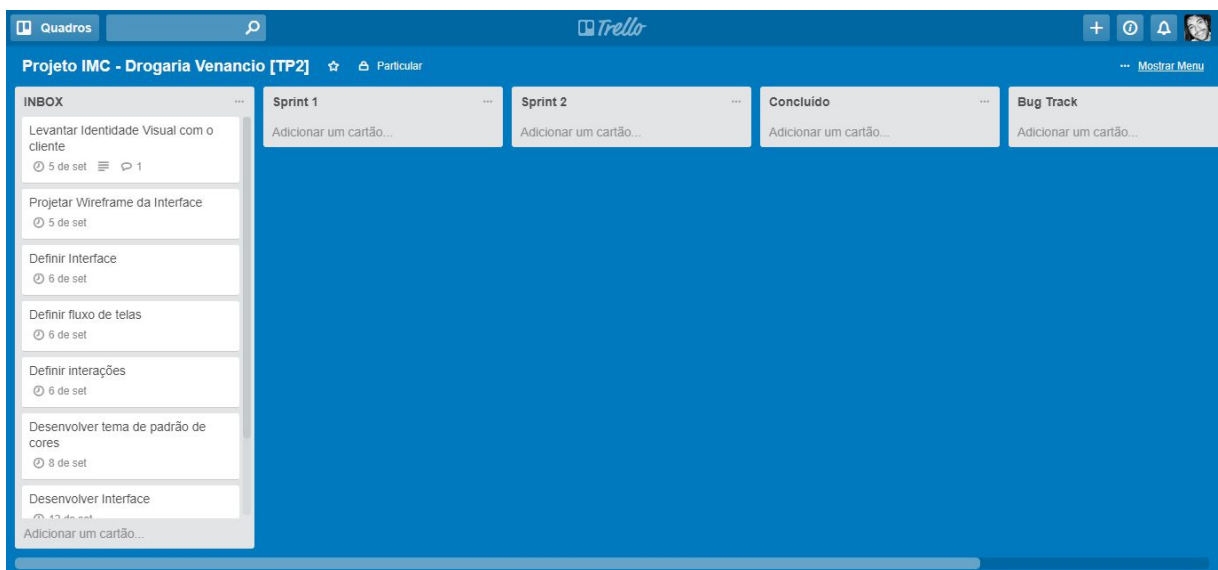 Quadros
Trello
Projeto IMC - Drogaria Venancio [TP2]
Particular
Mostrar Menu
INBOX
Levantar Identidade Visual com o
cliente
5 de set 1
Projetar Wireframe da Interface
5 de set
Definir Interface
6 de set
Definir fluxo de telas
6 de set
Definir interações
6 de set
Desenvolver tema de padrão de
cores
8 de set
Desenvolver Interface
Adicionar um cartão...
Sprint 1
Adicionar um cartão...
Sprint 2
Adicionar um cartão...
Concluído
Adicionar um cartão...
Bug Track
Adicionar um cartão...